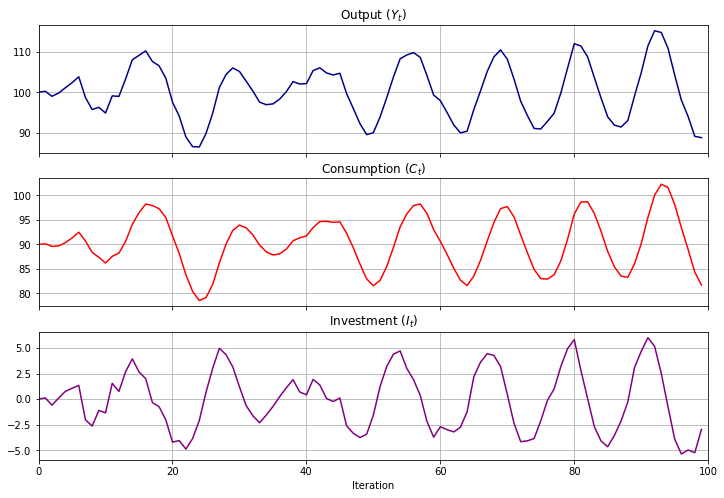 Output (Y_t)
110
100
90
Consumption (C_t)
100
95
90
85
80
Investment (I_t)
5.0
2.5
0.0
−2.5
−5.0
0 20 40 60 80 100
Iteration